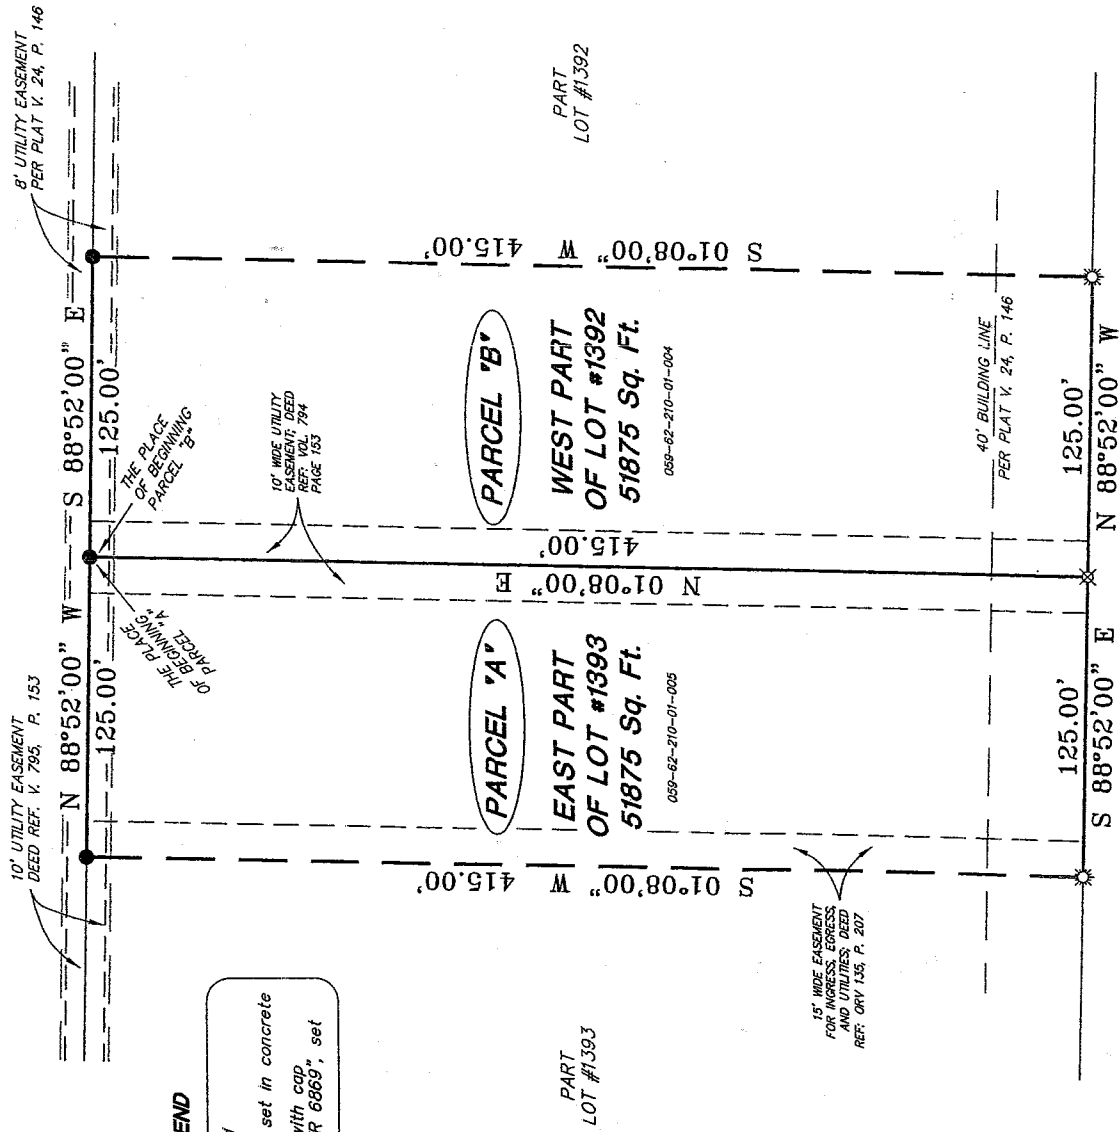 8' UTILITY EASEMENT
PER PLAT V. 24, P. 146
10' UTILITY EASEMENT
DEED REF. V. 795, P. 153
N 88°52'00" W
125.00'
S 88°52'00" E
125.00'
THE PLACE
OF BEGINNING
PARCEL "A"
THE PLACE
OF BEGINNING
PARCEL "B"
10' WIDE UTILITY
EASEMENT; DEED
REF: VOL. 794
PAGE 153
PART
LOT #1392
S 01°08'00" W 415.00'
PARCEL "B"
WEST PART
OF LOT #1392
51875 Sq. Ft.
059-62-210-01-004
N 01°08'00" E
415.00'
PARCEL "A"
EAST PART
OF LOT #1393
51875 Sq. Ft.
059-62-210-01-005
S 01°08'00" W 415.00'
40' BUILDING LINE
PER PLAT V. 24, P. 146
15' WIDE EASEMENT
FOR INGRESS, EGRESS,
AND UTILITIES; DEED
REF: ORV 135, P. 207
125.00'
S 88°52'00" E
125.00'
N 88°52'00" W
PART
LOT #1393
END
set in concrete
with cap
R 6869", set